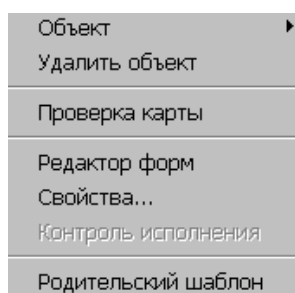 Объект
Удалить объект
Проверка карты
Редактор форм
Свойства...
Контроль исполнения
Родительский шаблон